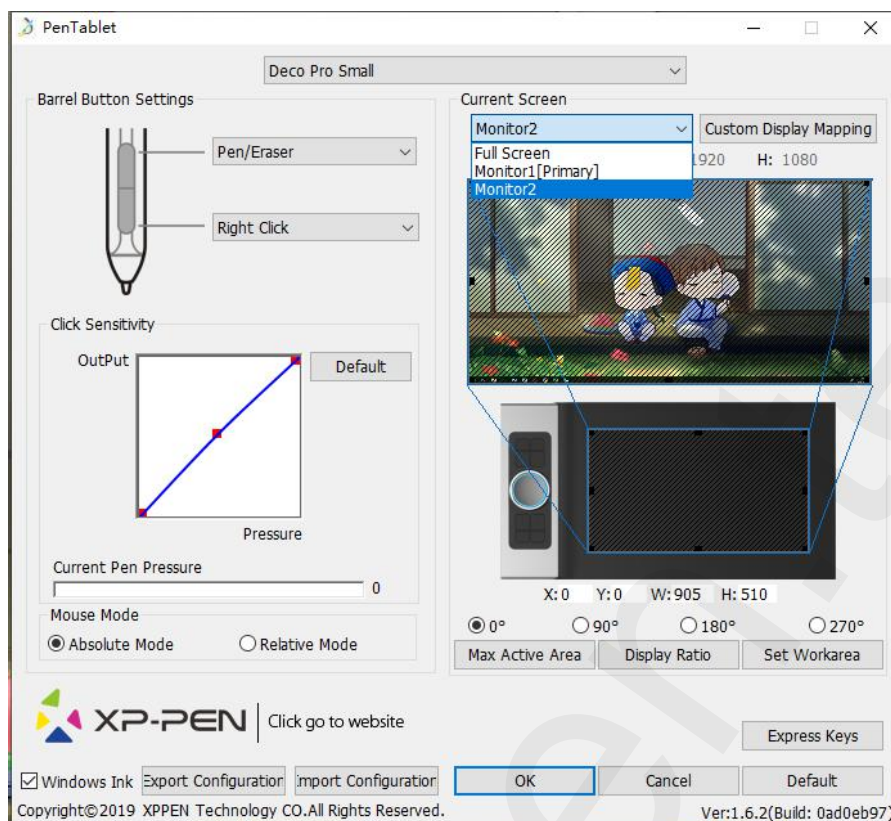 PenTablet
Deco Pro Small
Barrel Button Settings
Pen/Eraser
Right Click
Click Sensitivity
OutPut
Default
Pressure
Current Pen Pressure
0
Mouse Mode
Absolute Mode
Relative Mode
Current Screen
Monitor2
Custom Display Mapping
Full Screen
Monitor1[Primary]
Monitor2
1920 H: 1080
X: 0 Y: 0 W: 905 H: 510
0° 90° 180° 270°
Max Active Area Display Ratio Set Workarea
XP-PEN Click go to website
Express Keys
Windows Ink Export Configuration Import Configuration OK Cancel Default
Copyright©2019 XPPEN Technology CO.All Rights Reserved.
Ver:1.6.2(Build: 0ad0eb97)